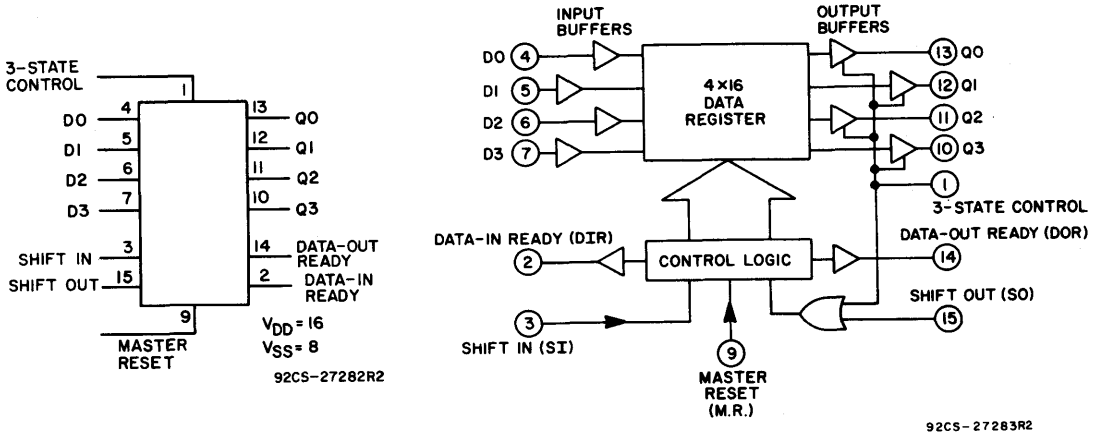 3-STATE
CONTROL
1
4
D0
5
D1
6
D2
7
D3
3
SHIFT IN
15
SHIFT OUT
9
MASTER
RESET
13
Q0
12
Q1
11
Q2
10
Q3
14
DATA-OUT
READY
2
DATA-IN
READY
VDD = 16
VSS = 8
92CS-27282R2
INPUT
BUFFERS
OUTPUT
BUFFERS
D0 4
D1 5
D2 6
D3 7
4×16
DATA
REGISTER
13 Q0
12 Q1
11 Q2
10 Q3
1
3-STATE CONTROL
DATA-IN READY (DIR)
2
CONTROL LOGIC
DATA-OUT READY (DOR)
14
3
SHIFT IN (SI)
9
MASTER
RESET
(M.R.)
SHIFT OUT (SO)
15
92CS-27283R2